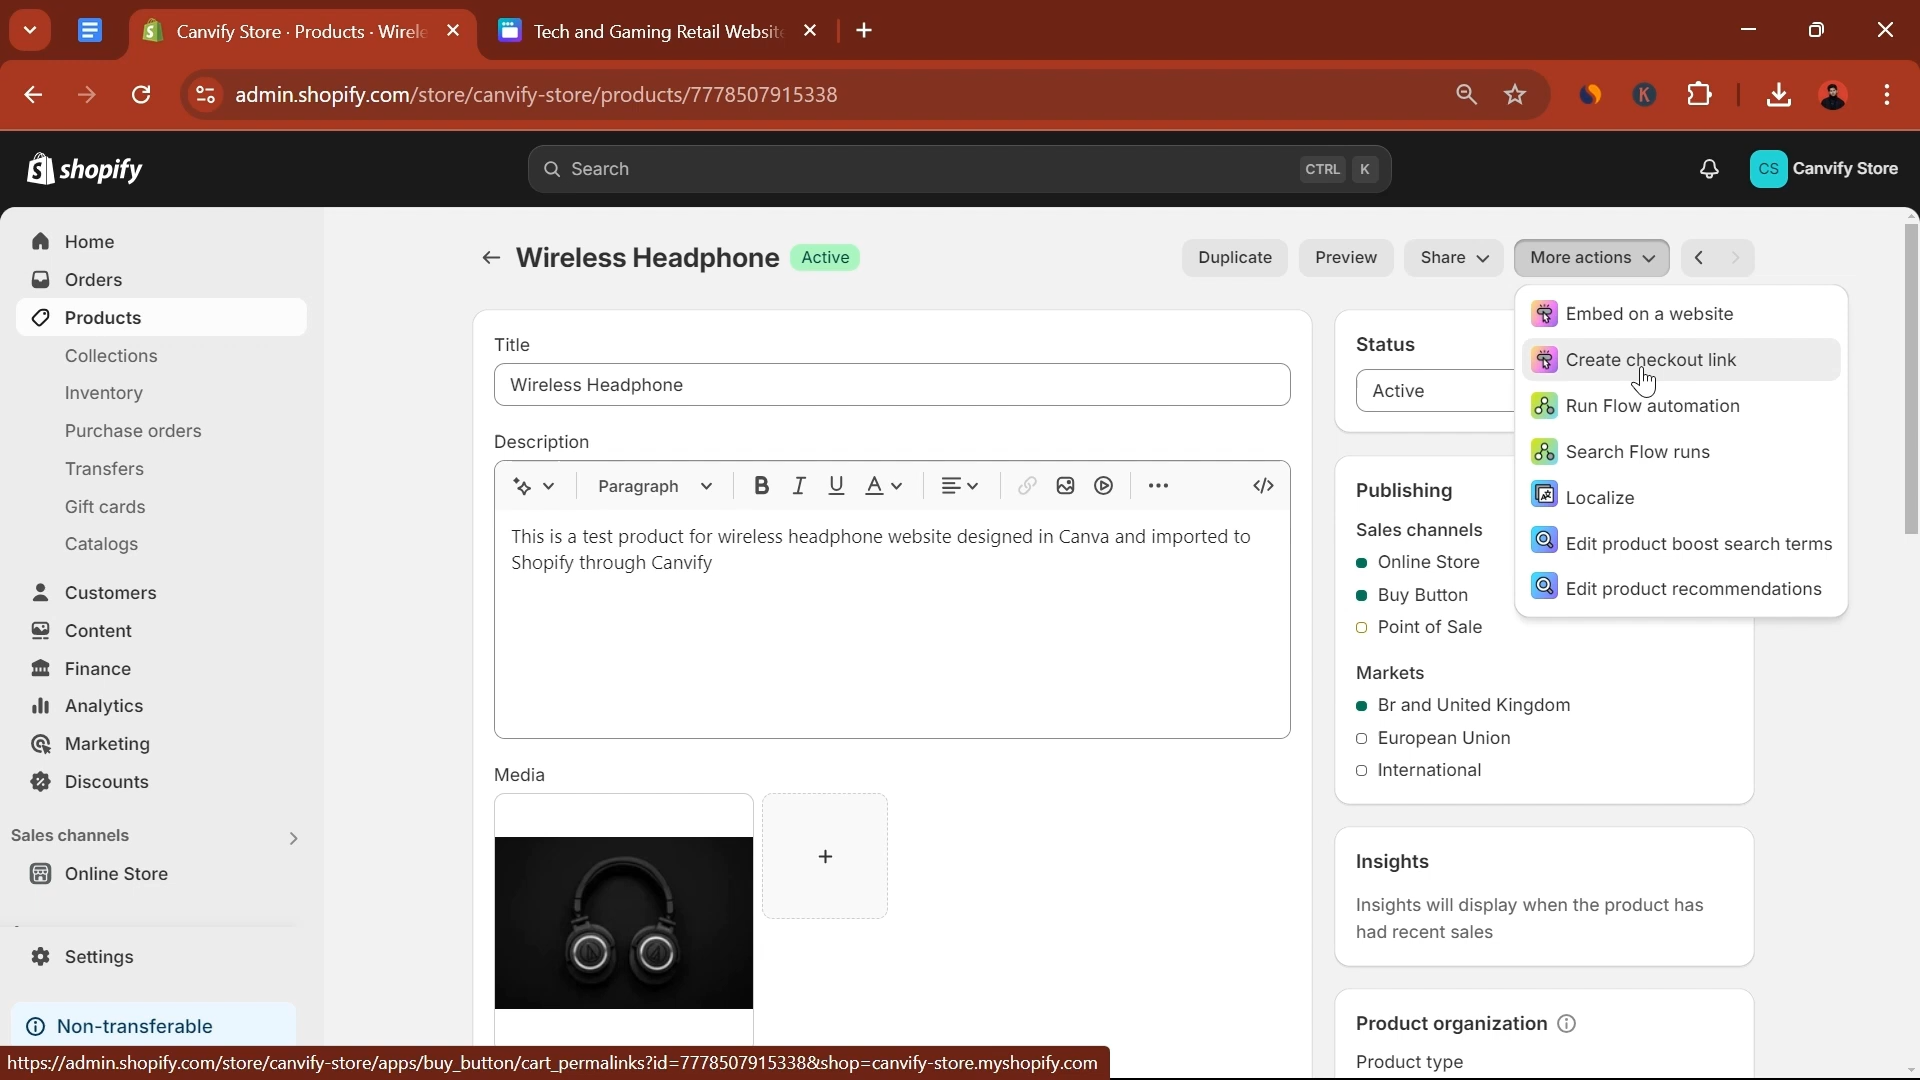 Canvify Store · Products · Wirele
Tech and Gaming Retail Website
admin.shopify.com/store/canvify-store/products/7778507915338
K
shopify
Search
CTRL K
CS Canvify Store
Home
Orders
Products
Collections
Inventory
Purchase orders
Transfers
Gift cards
Catalogs
Customers
Content
Finance
Analytics
Marketing
Discounts
Sales channels
Online Store
Settings
Non-transferable
Wireless Headphone Active
Duplicate
Preview
Share
More actions
Embed on a website
Create checkout link
Run Flow automation
Search Flow runs
Localize
Edit product boost search terms
Edit product recommendations
Title
Wireless Headphone
Description
Paragraph
This is a test product for wireless headphone website designed in Canva and imported to
Shopify through Canvify
Media
Status
Active
Publishing
Sales channels
Online Store
Buy Button
Point of Sale
Markets
Br and United Kingdom
European Union
International
Insights
Insights will display when the product has
had recent sales
Product organization
Product type
https://admin.shopify.com/store/canvify-store/apps/buy_button/cart_permalinks?id=7778507915338&shop=canvify-store.myshopify.com